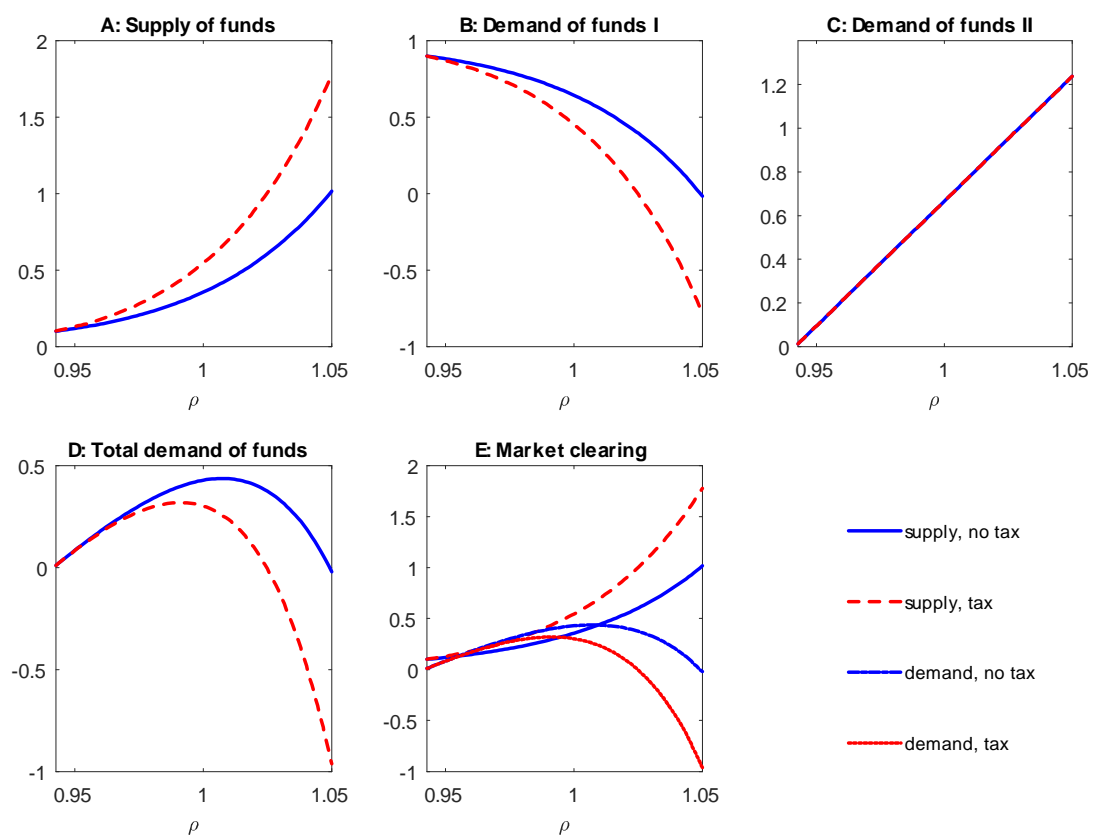 A: Supply of funds
2
1.5
1
0.5
0
0.95 1 1.05
ρ
B: Demand of funds I
1
0.5
0
-0.5
-1
0.95 1 1.05
ρ
C: Demand of funds II
1.2
1
0.8
0.6
0.4
0.2
0
0.95 1 1.05
ρ
D: Total demand of funds
0.5
0
-0.5
-1
0.95 1 1.05
ρ
E: Market clearing
2
1.5
1
0.5
0
-0.5
-1
0.95 1 1.05
ρ
supply, no tax
supply, tax
demand, no tax
demand, tax